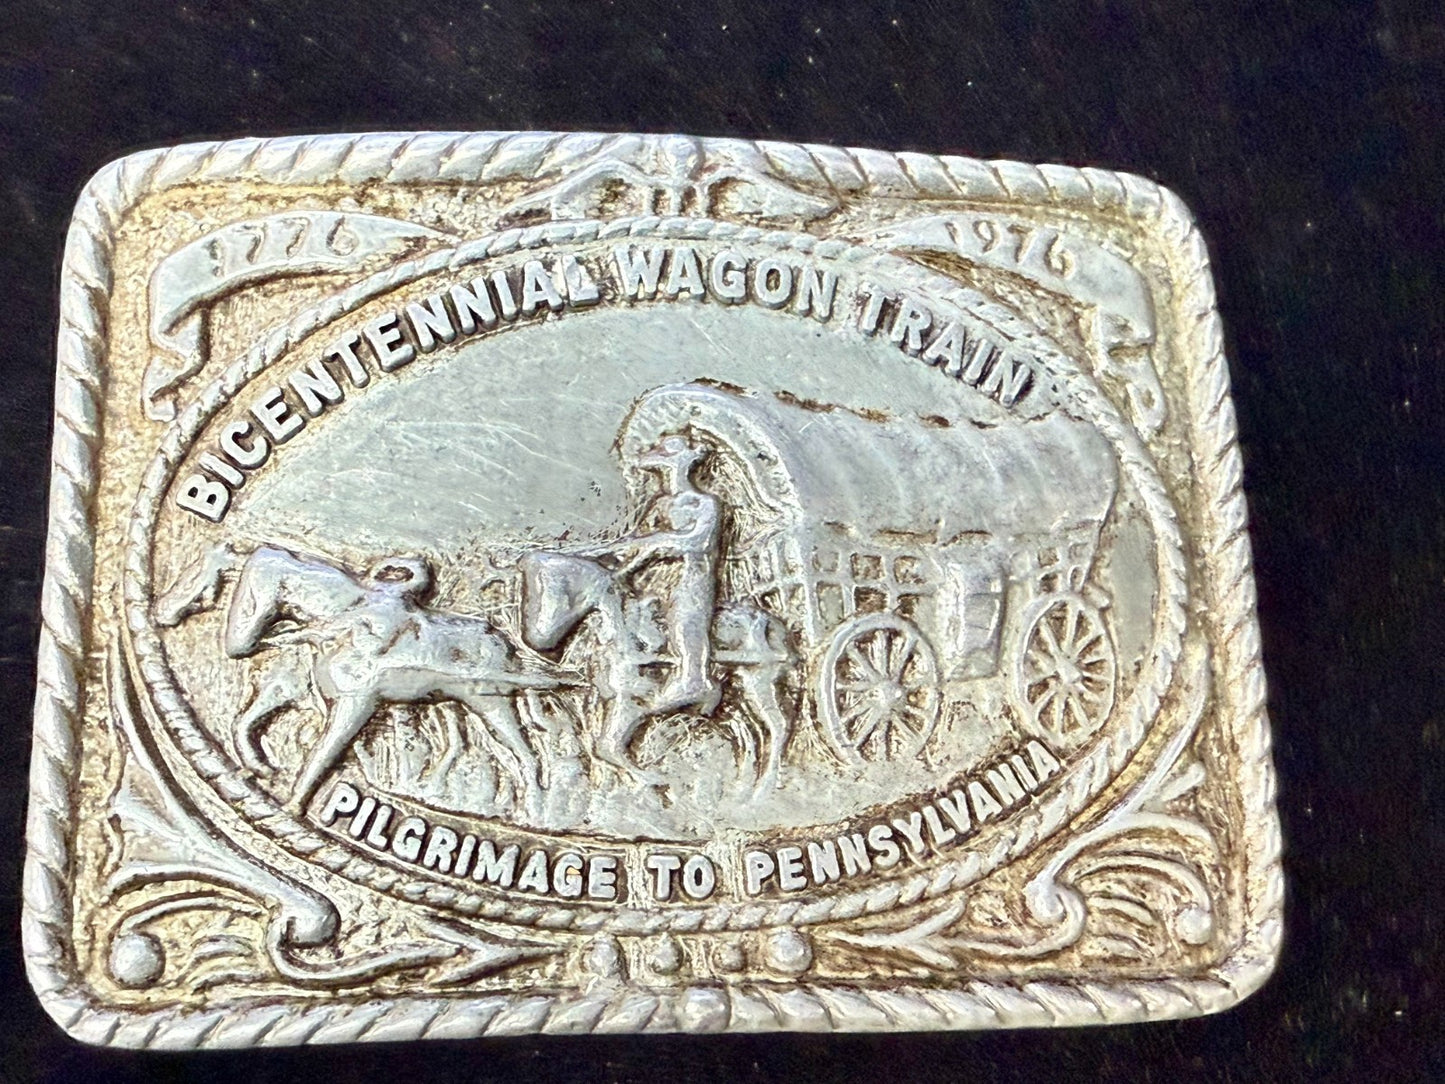 1776
1976
BICENTENNIAL WAGON TRAIN
PILGRIMAGE TO PENNSYLVANIA